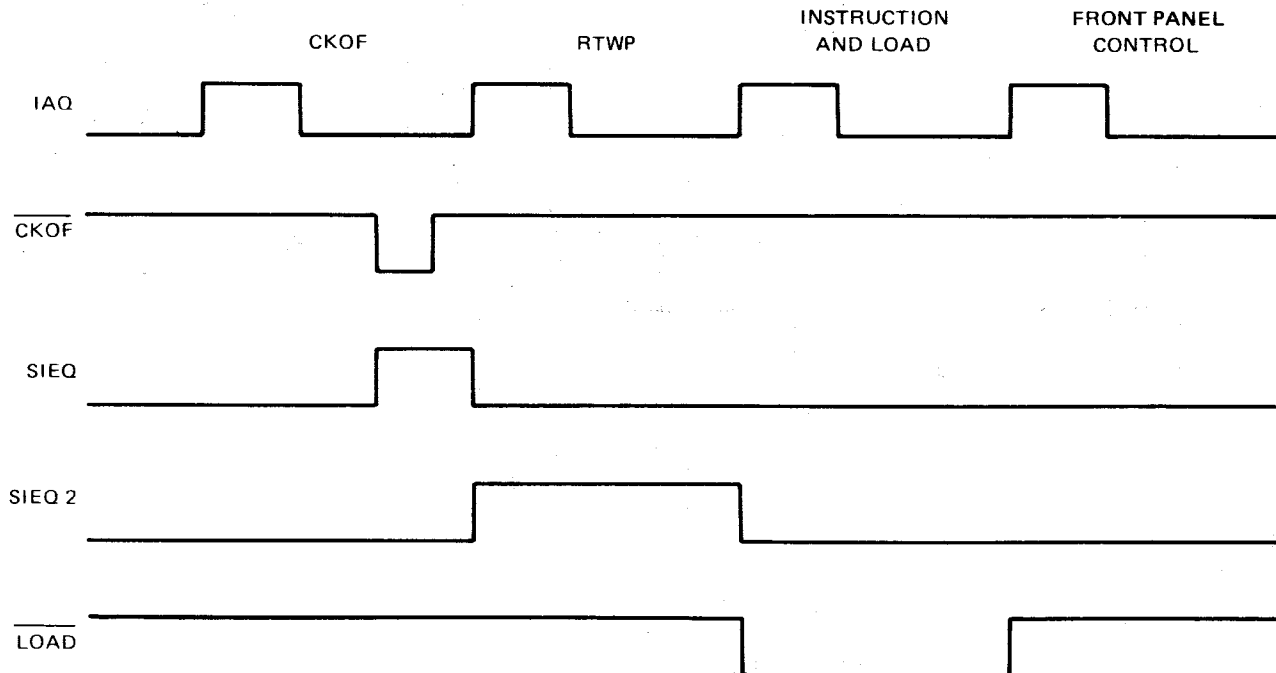 CKOF
RTWP
INSTRUCTION
AND LOAD
FRONT PANEL
CONTROL
IAQ
CKOF
SIEQ
SIEQ 2
LOAD